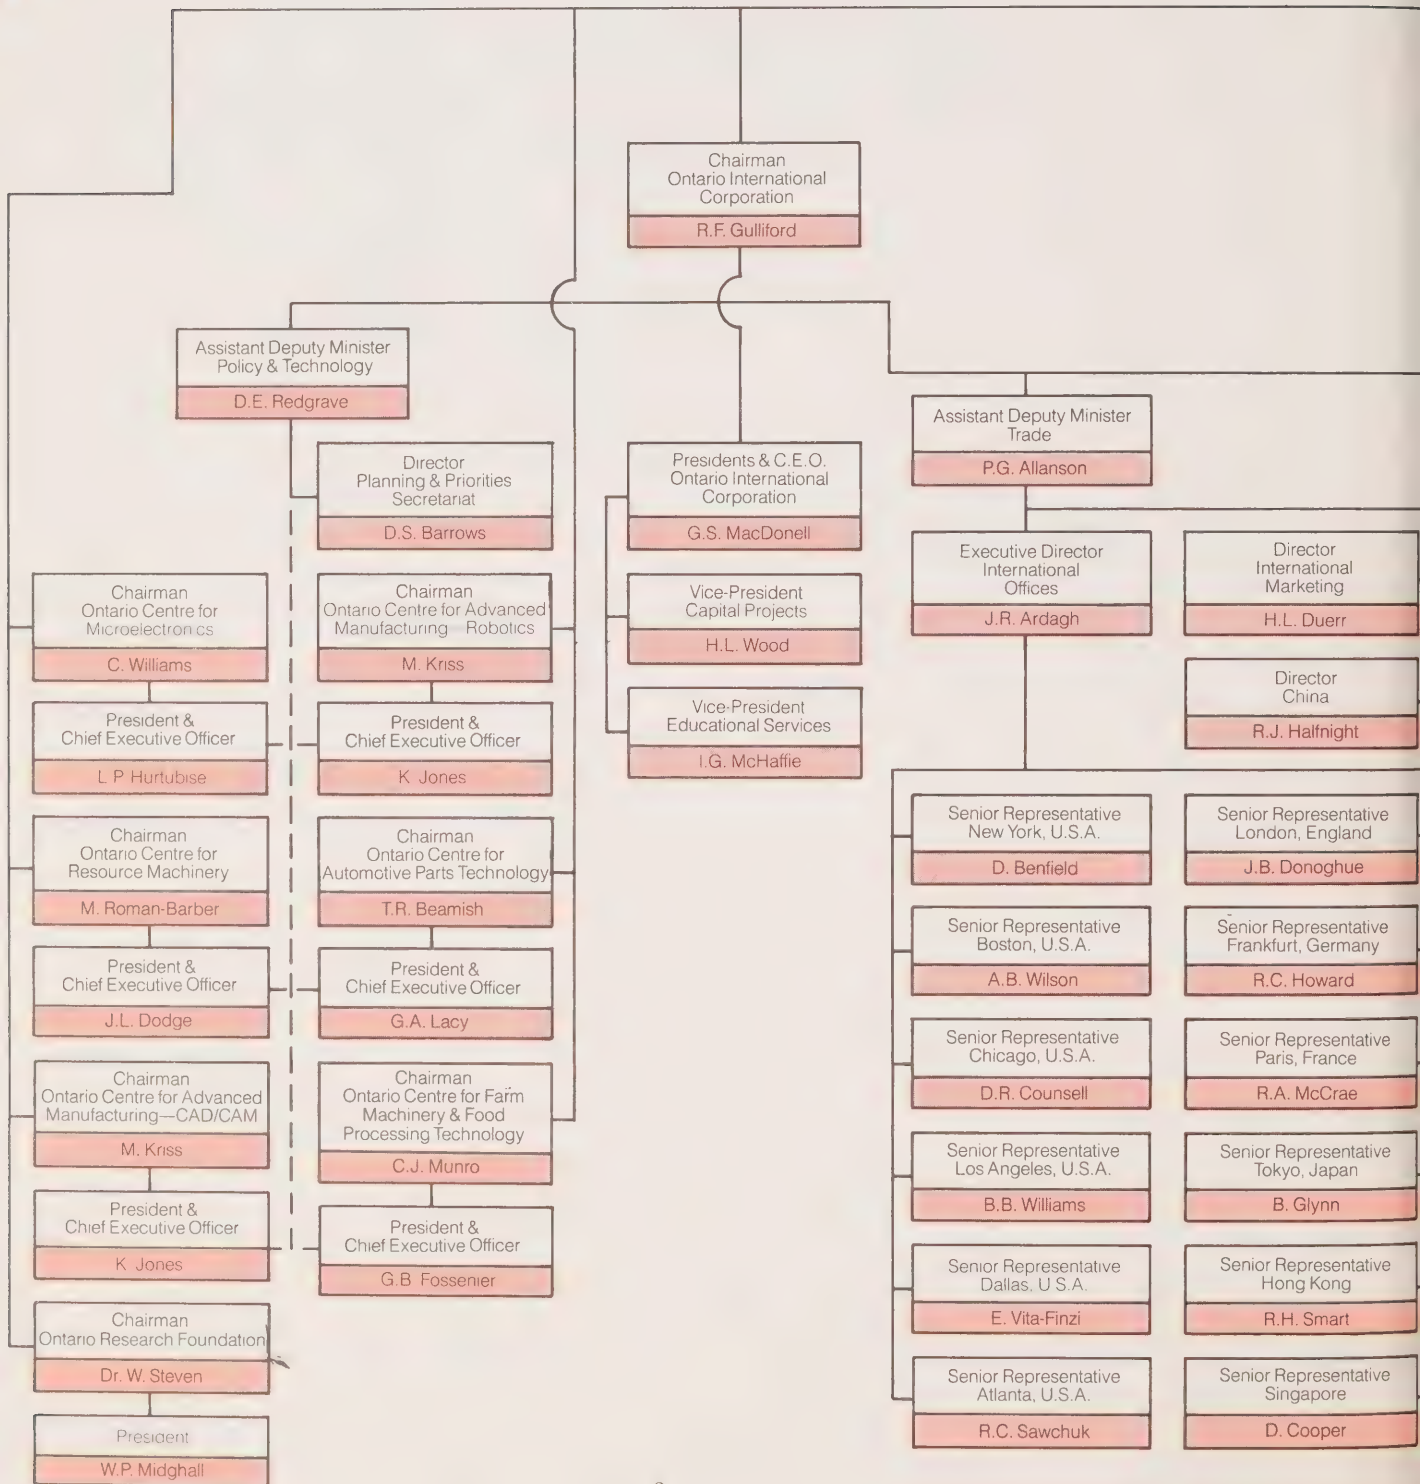 Chairman
Ontario International
Corporation
R.F. Gulliford
Assistant Deputy Minister
Policy & Technology
D.E. Redgrave
Director
Planning & Priorities
Secretariat
D.S. Barrows
Chairman
Ontario Centre for
Microelectronics
C. Williams
President &
Chief Executive Officer
L P Hurtubise
Chairman
Ontario Centre for
Resource Machinery
M. Roman-Barber
President &
Chief Executive Officer
J.L. Dodge
Chairman
Ontario Centre for Advanced
Manufacturing—CAD/CAM
M. Kriss
President &
Chief Executive Officer
K Jones
Chairman
Ontario Research Foundation
Dr. W. Steven
President
W.P. Midghall
Chairman
Ontario Centre for Advanced
Manufacturing Robotics
M. Kriss
President &
Chief Executive Officer
K Jones
Chairman
Ontario Centre for
Automotive Parts Technology
T.R. Beamish
President &
Chief Executive Officer
G.A. Lacy
Chairman
Ontario Centre for Farm
Machinery & Food
Processing Technology
C.J. Munro
President &
Chief Executive Officer
G.B Fossenier
Presidents & C.E.O.
Ontario International
Corporation
G.S. MacDonell
Vice-President
Capital Projects
H.L. Wood
Vice-President
Educational Services
I.G. McHaffie
Assistant Deputy Minister
Trade
P.G. Allanson
Executive Director
International
Offices
J.R. Ardagh
Director
International
Marketing
H.L. Duerr
Director
China
R.J. Halfnight
Senior Representative
New York, U.S.A.
D. Benfield
Senior Representative
Boston, U.S.A.
A.B. Wilson
Senior Representative
Chicago, U.S.A.
D.R. Counsell
Senior Representative
Los Angeles, U.S.A.
B.B. Williams
Senior Representative
Dallas, U S A.
E. Vita-Finzi
Senior Representative
Atlanta, U.S.A.
R.C. Sawchuk
Senior Representative
London, England
J.B. Donoghue
Senior Representative
Frankfurt, Germany
R.C. Howard
Senior Representative
Paris, France
R.A. McCrae
Senior Representative
Tokyo, Japan
B. Glynn
Senior Representative
Hong Kong
R.H. Smart
Senior Representative
Singapore
D. Cooper